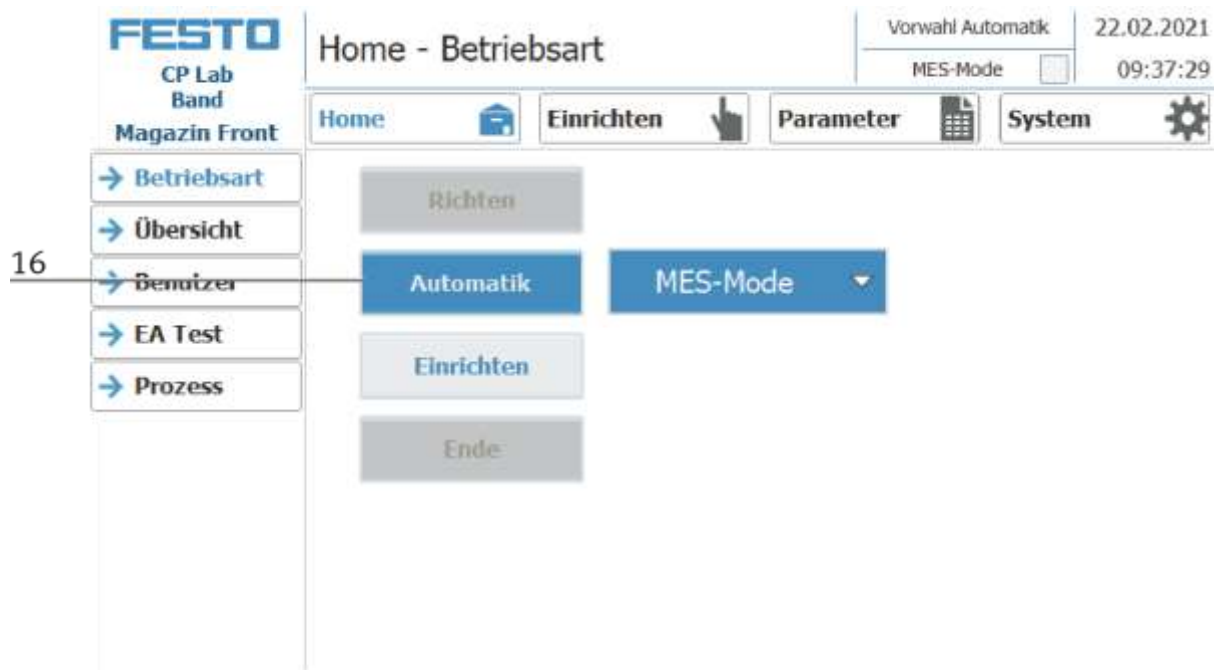 FESTO
CP Lab
Band
Magazin Front
Home - Betriebsart
Vorwahl Automatik
MES-Mode
22.02.2021
09:37:29
Home
Einrichten
Parameter
System
Betriebsart
Übersicht
Benutzer
EA Test
Prozess
16
Richten
Automatik
MES-Mode
Einrichten
Ende